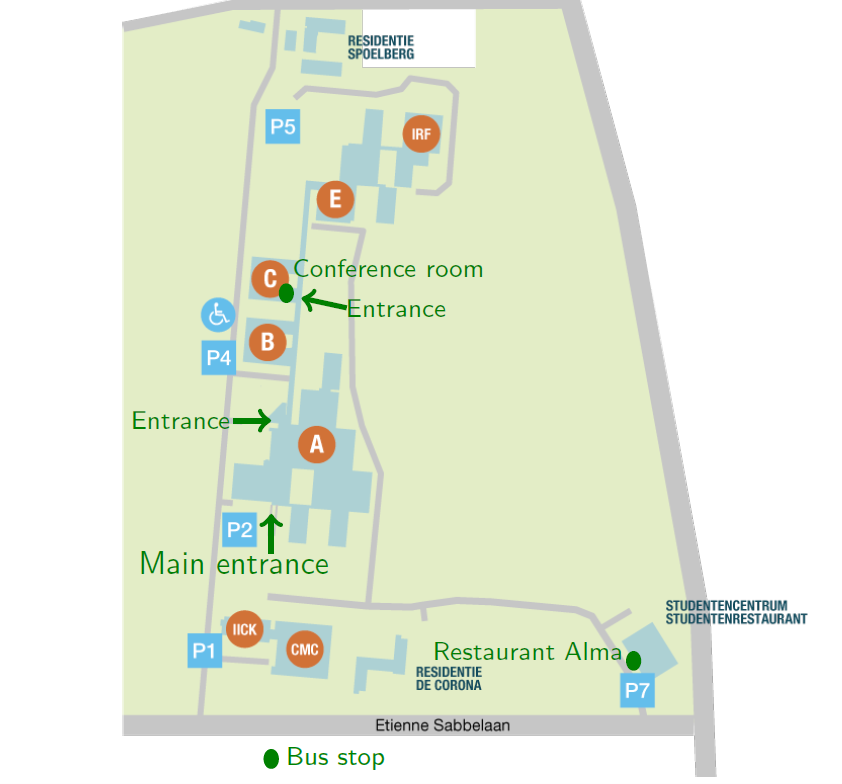 RESIDENTIE
SPOELBERG
P5
IRF
E
C
Conference room
Entrance
B
P4
Entrance
A
P2
Main entrance
STUDENTENCENTRUM
STUDENTENRESTAURANT
IICK
P1
CMC
Restaurant Alma
RESIDENTIE
DE CORONA
P7
Etienne Sabbelaan
Bus stop